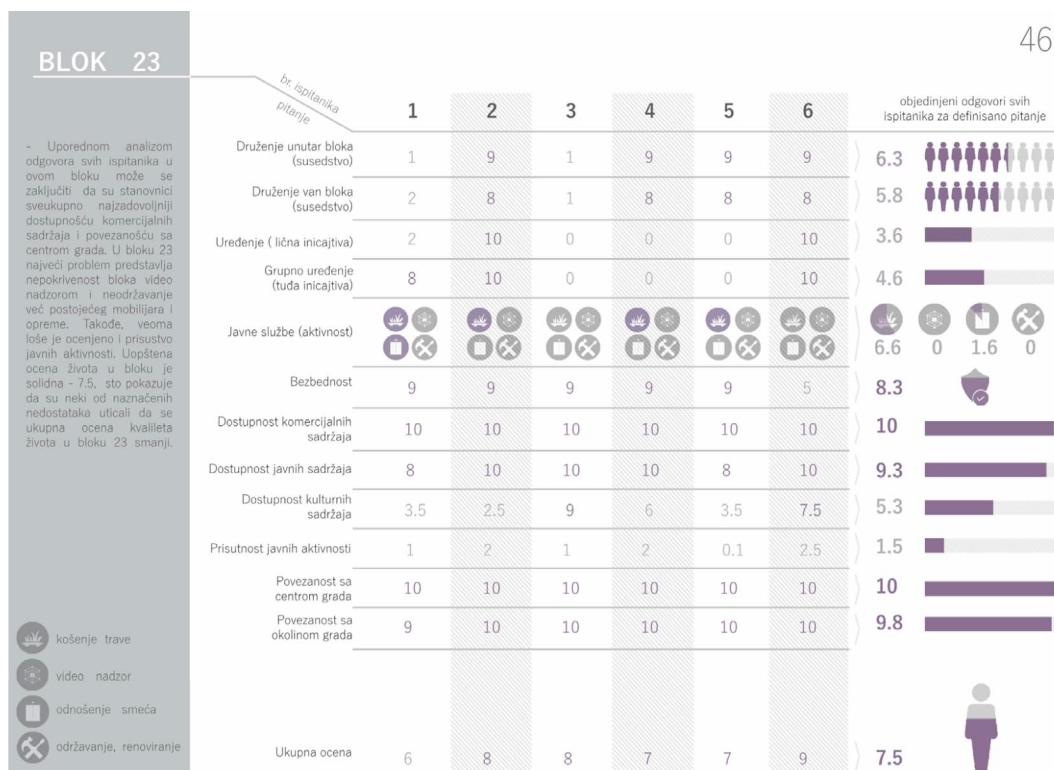 46
BLOK 23
- Uporednom analizom
odgovora svih ispitanika u
ovom bloku može se
zaključiti da su stanovnici
sveukupno najzadovoljniji
dostupnošću komercijalnih
sadržaja i povezanošću sa
centrom grada. U bloku 23
najveći problem predstavlja
nepokrivenost bloka video
nadzorom i neodržavanje
već postojećeg mobilijara i
opreme. Takođe, veoma
loše je ocenjeno i prisustvo
javnih aktivnosti. Uopštena
ocena života u bloku je
solidna - 7.5, sto pokazuje
da su neki od naznačenih
nedostataka uticali da se
ukupna ocena kvaliteta
života u bloku 23 smanji.
košenje trave
video nadzor
odnošenje smeća
održavanje, renoviranje
br. ispitanika
pitanje
1 2 3 4 5 6
objedinjeni odgovori svih
ispitanika za definisano pitanje
Druženje unutar bloka
(susedstvo)
1 9 1 9 9 9 6.3
Druženje van bloka
(susedstvo)
2 8 1 8 8 8 5.8
Uređenje ( lična inicajtiva)
2 10 0 0 0 10 3.6
Grupno uređenje
(tuđa inicajtiva)
8 10 0 0 0 10 4.6
Javne službe (aktivnost)
6.6 0 1.6 0
Bezbednost
9 9 9 9 9 5 8.3
Dostupnost komercijalnih
sadržaja
10 10 10 10 10 10 10
Dostupnost javnih sadržaja
8 10 10 10 8 10 9.3
Dostupnost kulturnih
sadržaja
3.5 2.5 9 6 3.5 7.5 5.3
Prisutnost javnih aktivnosti
1 2 1 2 0.1 2.5 1.5
Povezanost sa
centrom grada
10 10 10 10 10 10 10
Povezanost sa
okolinom grada
9 10 10 10 10 10 9.8
Ukupna ocena
6 8 8 7 7 9 7.5